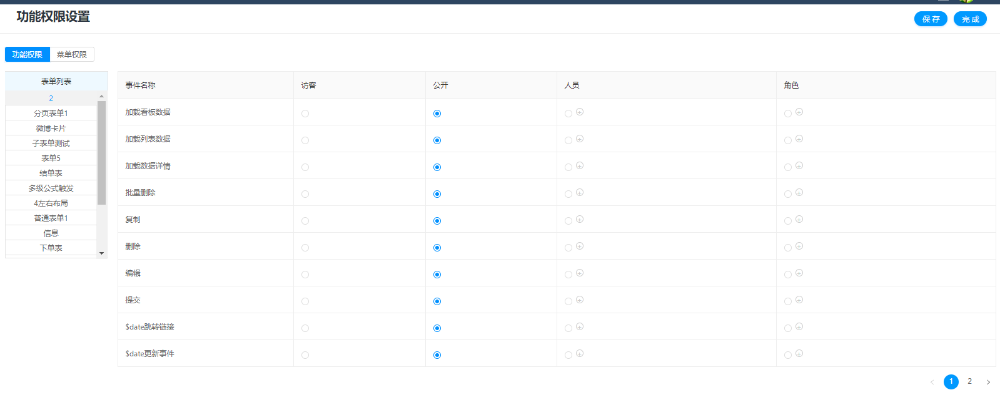 功能权限设置
保 存
完 成
功能权限
菜单权限
表单列表
2
分页表单1
微博卡片
子表单测试
表单5
结单表
多级公式触发
4左右布局
普通表单1
信息
下单表
事件名称 访客 公开 人员 角色
加载看板数据
加载列表数据
加载数据详情
批量删除
复制
删除
编辑
提交
$date跳转链接
$date更新事件
< 1 2 >